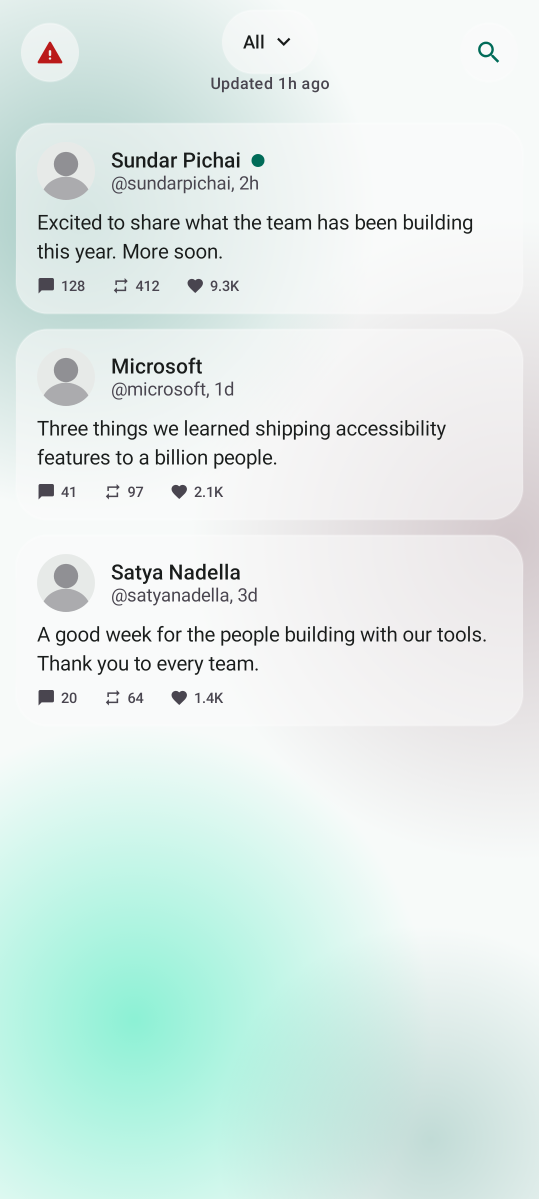 All
Updated 1h ago
Sundar Pichai
@sundarpichai, 2h
Excited to share what the team has been building
this year. More soon.
128 412 9.3K
Microsoft
@microsoft, 1d
Three things we learned shipping accessibility
features to a billion people.
41 97 2.1K
Satya Nadella
@satyanadella, 3d
A good week for the people building with our tools.
Thank you to every team.
20 64 1.4K